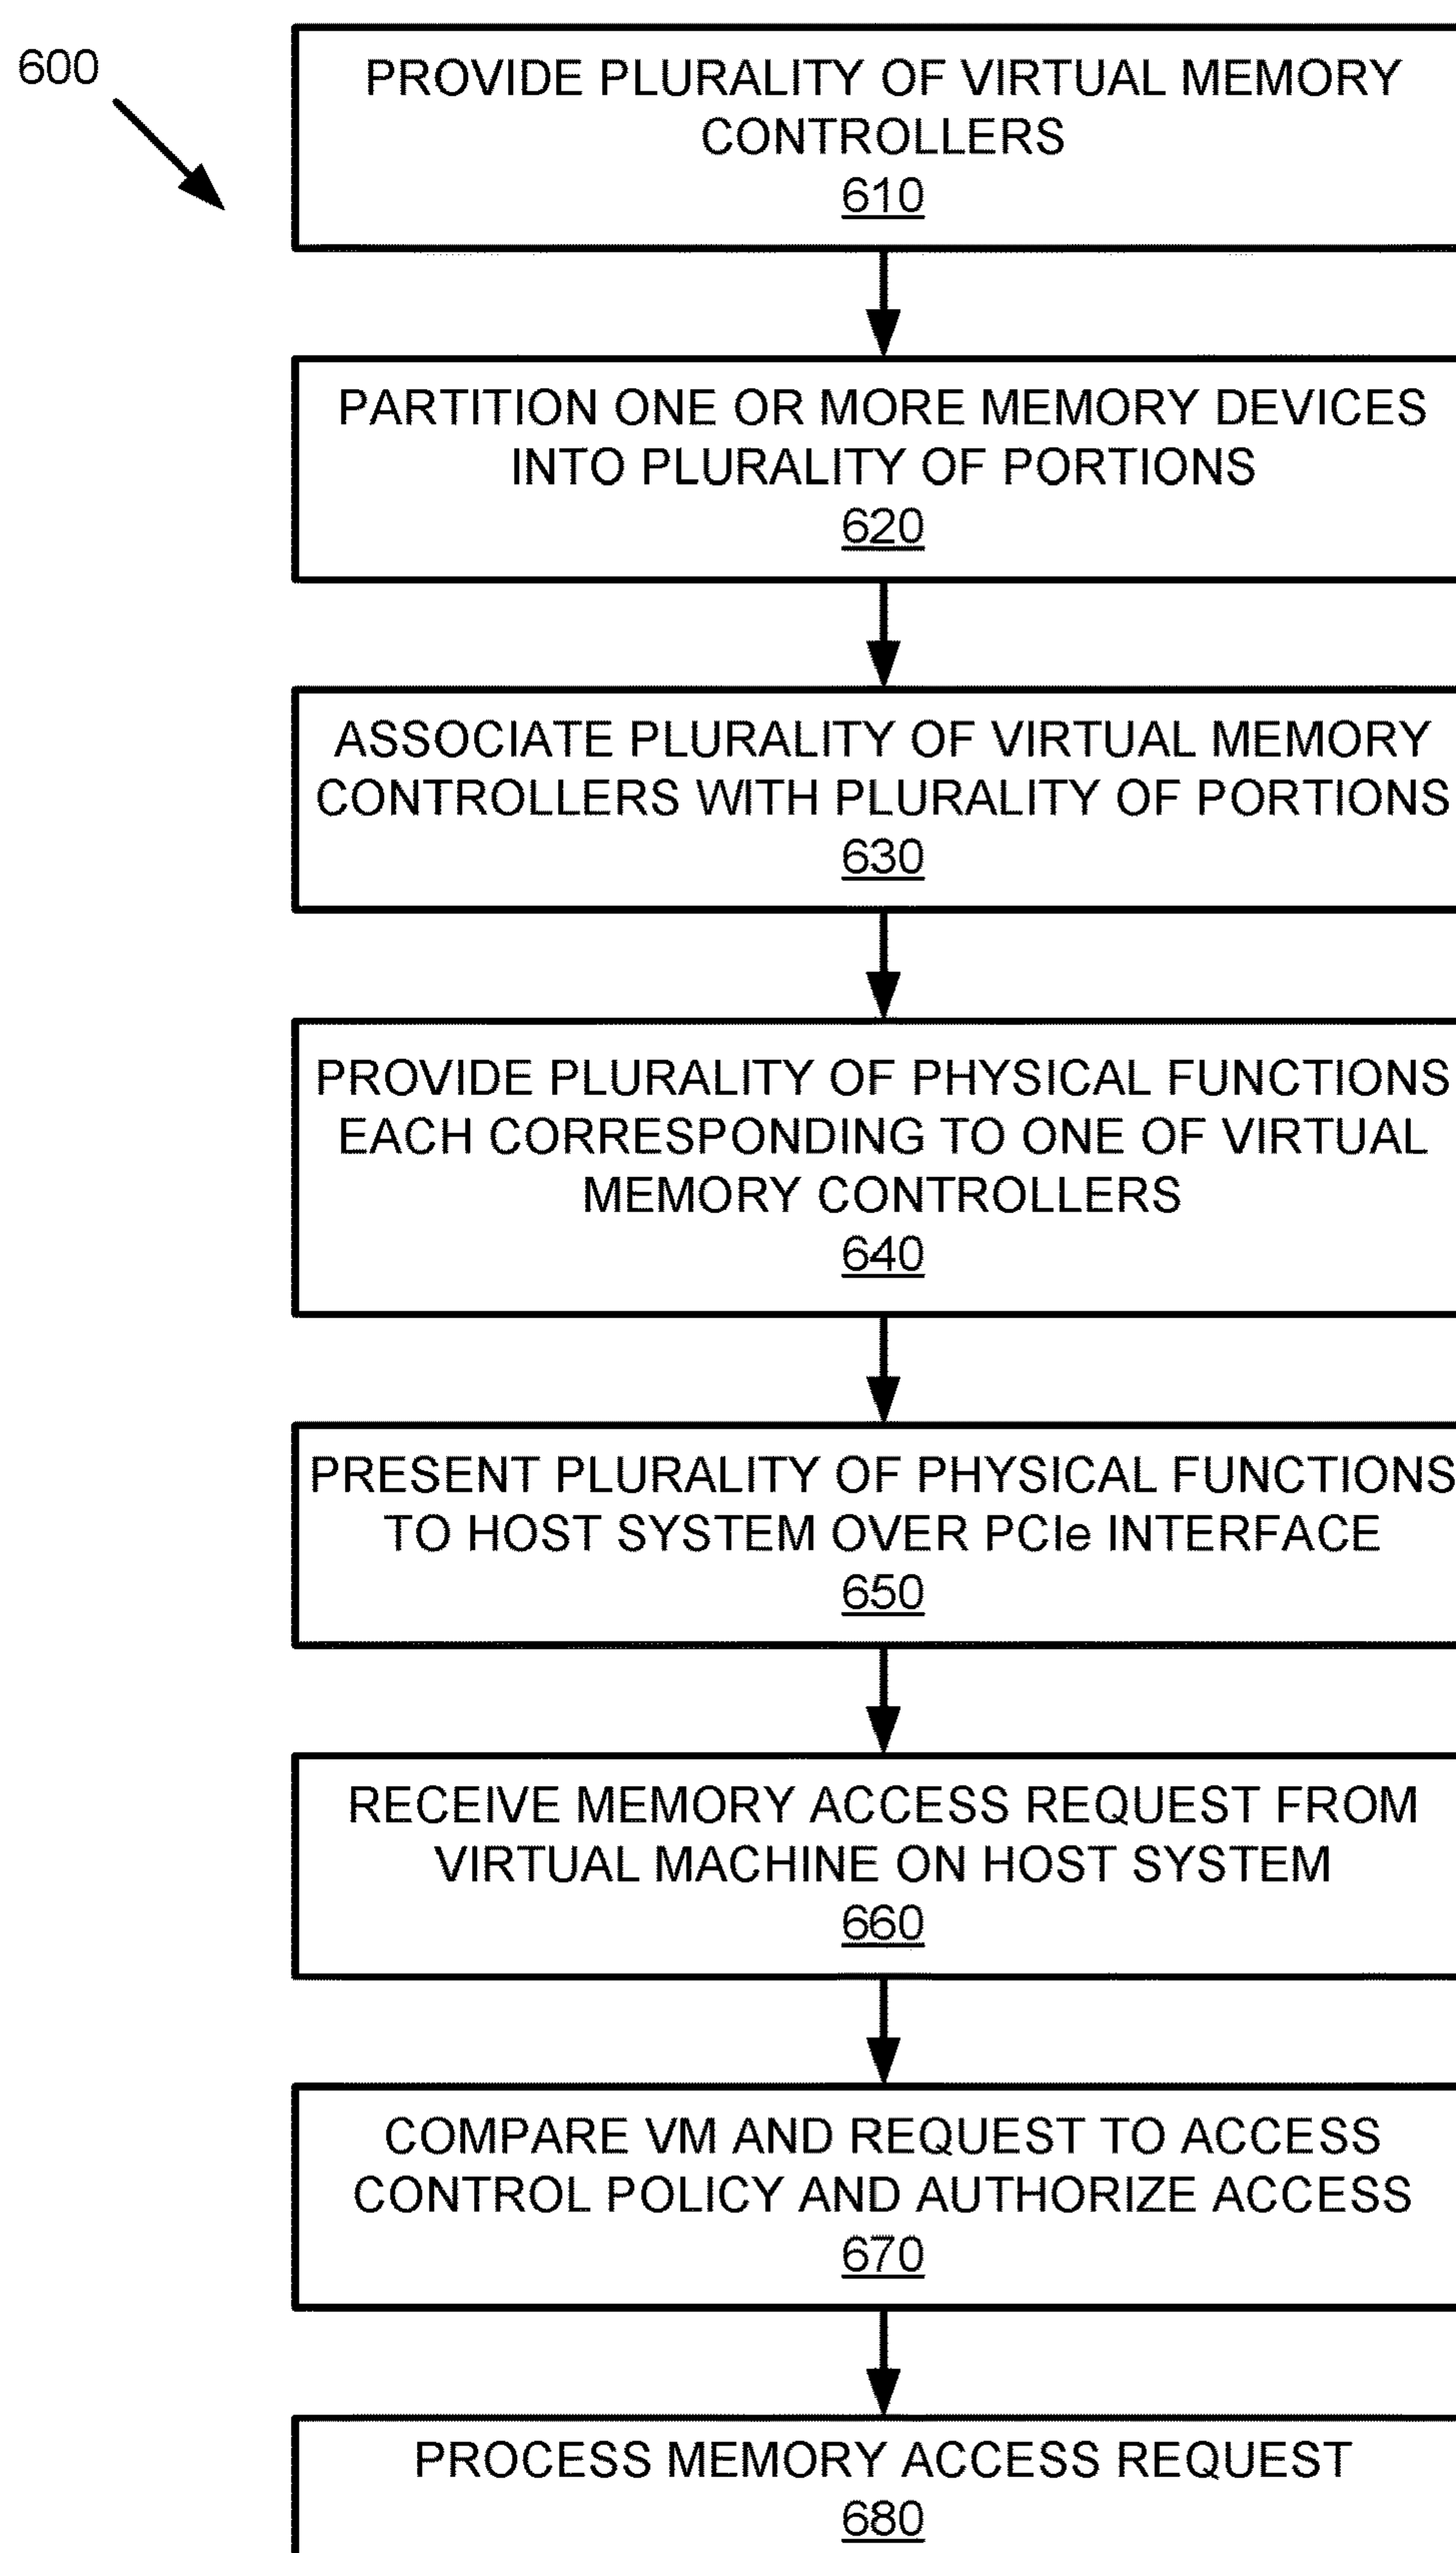 600
PROVIDE PLURALITY OF VIRTUAL MEMORY
CONTROLLERS
610
PARTITION ONE OR MORE MEMORY DEVICES
INTO PLURALITY OF PORTIONS
620
ASSOCIATE PLURALITY OF VIRTUAL MEMORY
CONTROLLERS WITH PLURALITY OF PORTIONS
630
PROVIDE PLURALITY OF PHYSICAL FUNCTIONS
EACH CORRESPONDING TO ONE OF VIRTUAL
MEMORY CONTROLLERS
640
PRESENT PLURALITY OF PHYSICAL FUNCTIONS
TO HOST SYSTEM OVER PCIe INTERFACE
650
RECEIVE MEMORY ACCESS REQUEST FROM
VIRTUAL MACHINE ON HOST SYSTEM
660
COMPARE VM AND REQUEST TO ACCESS
CONTROL POLICY AND AUTHORIZE ACCESS
670
PROCESS MEMORY ACCESS REQUEST
680